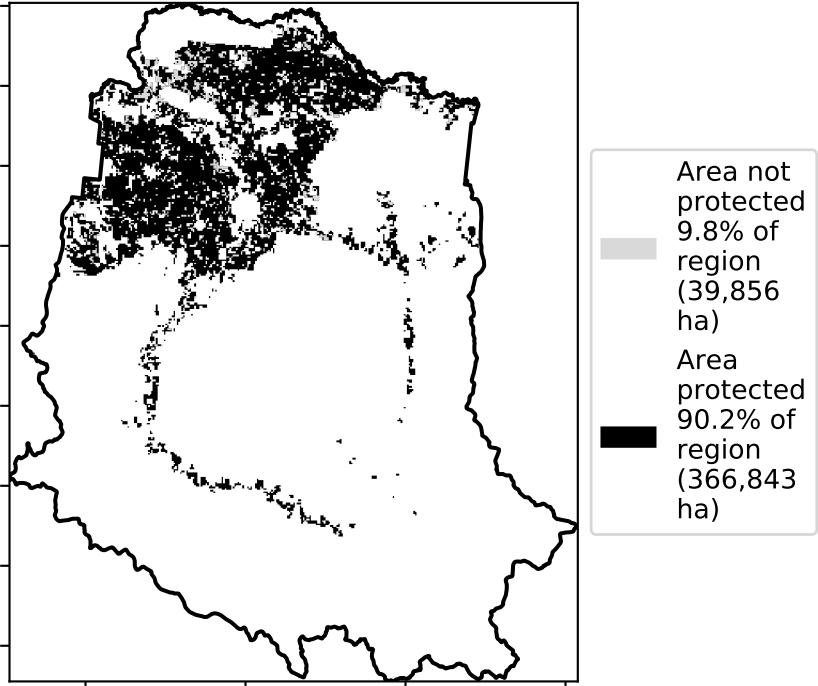 Area not
protected
9.8% of
region
(39,856
ha)
Area
protected
90.2% of
region
(366,843
ha)